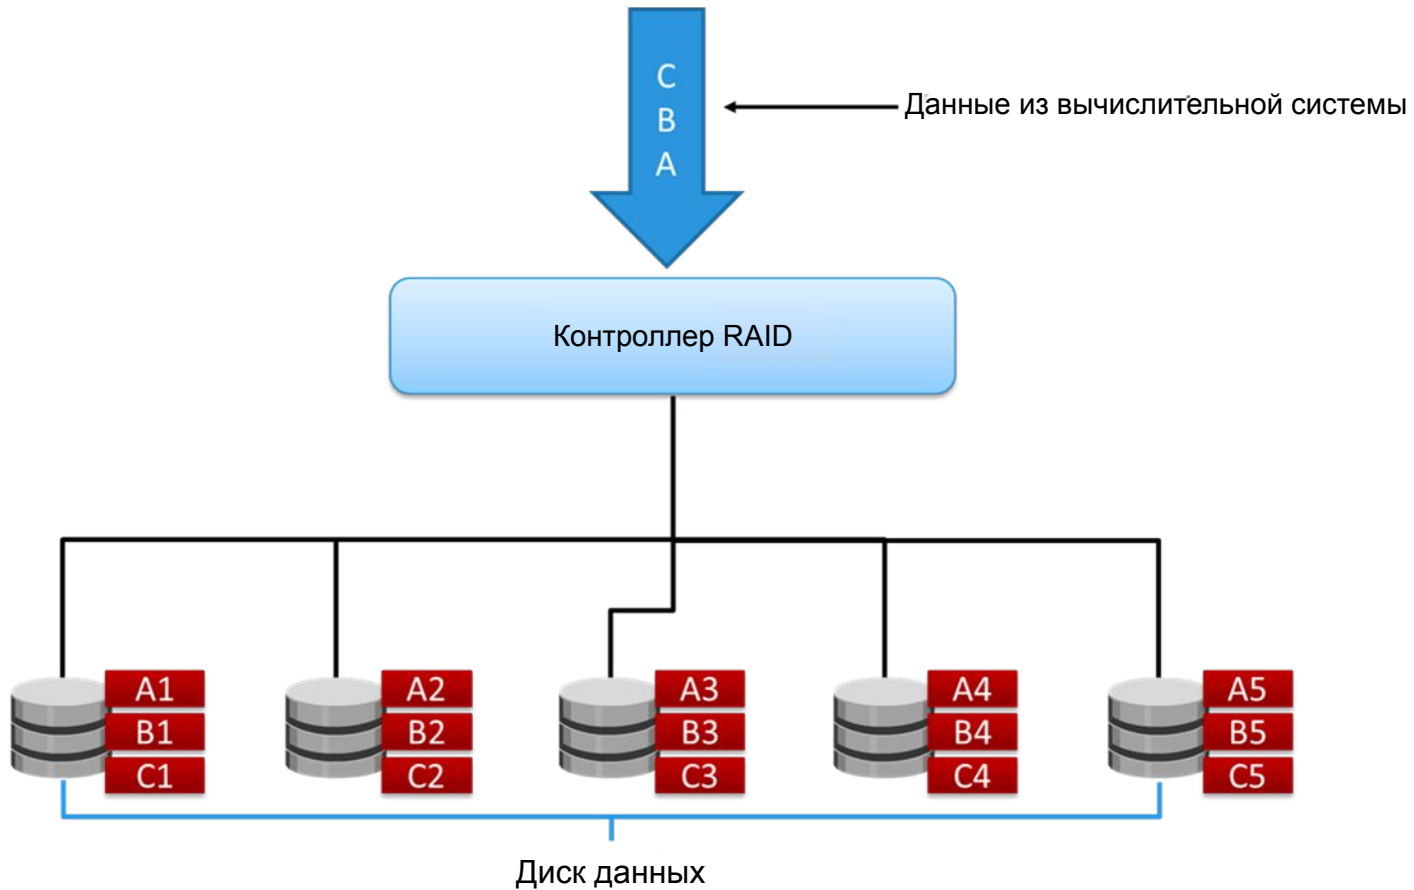 C
B
A
Данные из вычислительной системы
Контроллер RAID
A1 A2 A3 A4 A5
B1 B2 B3 B4 B5
C1 C2 C3 C4 C5
Диск данных